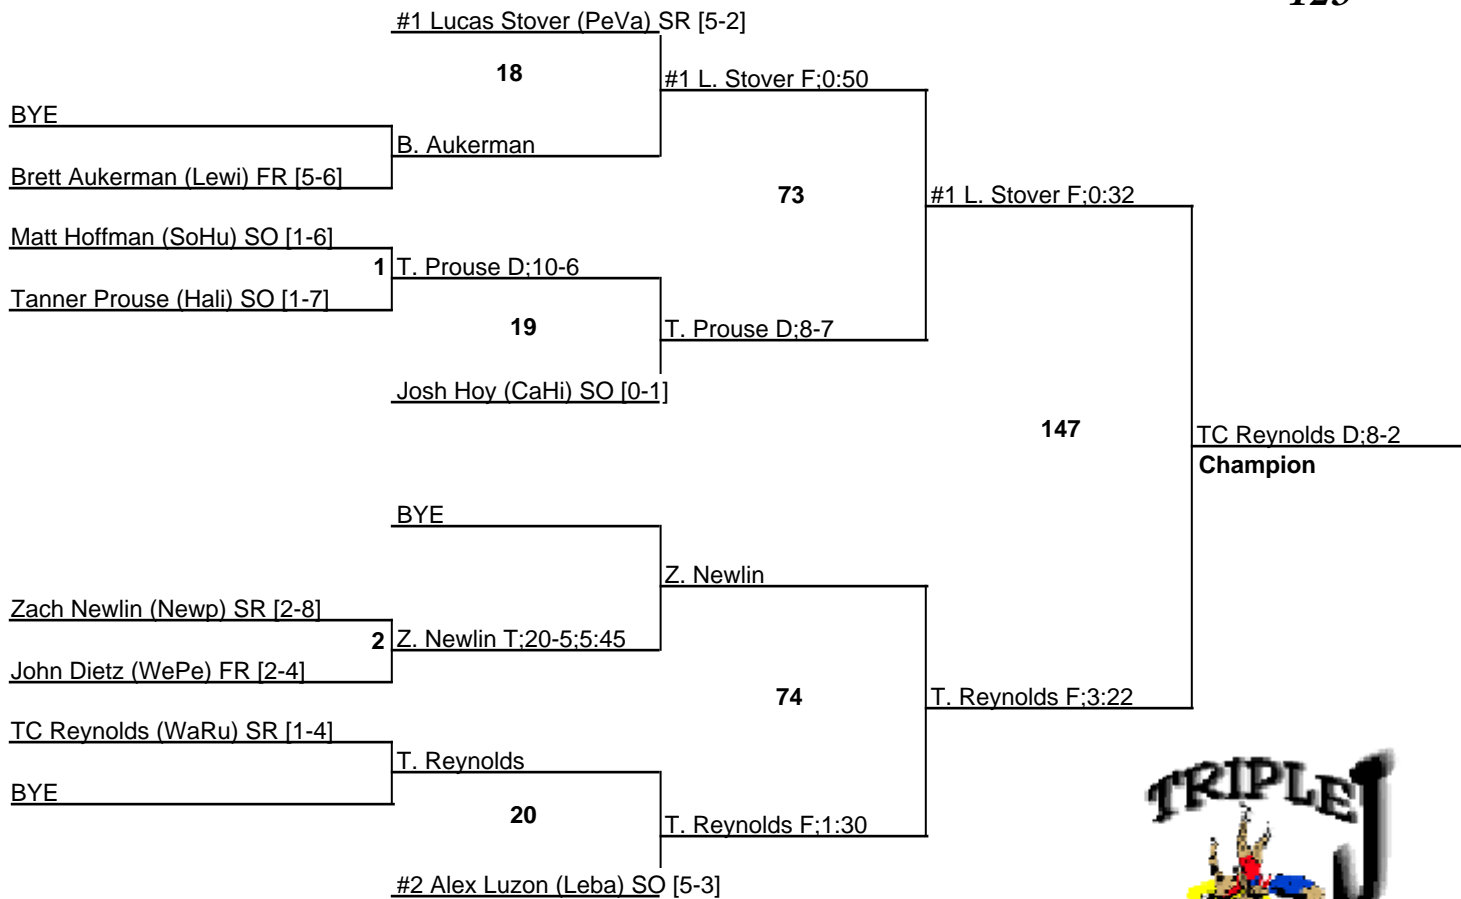 #1 Lucas Stover (PeVa) SR [5-2]
18
#1 L. Stover F;0:50
BYE
B. Aukerman
Brett Aukerman (Lewi) FR [5-6]
73
#1 L. Stover F;0:32
Matt Hoffman (SoHu) SO [1-6]
1
T. Prouse D;10-6
Tanner Prouse (Hali) SO [1-7]
19
T. Prouse D;8-7
Josh Hoy (CaHi) SO [0-1]
147
TC Reynolds D;8-2
Champion
BYE
Z. Newlin
Zach Newlin (Newp) SR [2-8]
2
Z. Newlin T;20-5;5:45
John Dietz (WePe) FR [2-4]
74
T. Reynolds F;3:22
TC Reynolds (WaRu) SR [1-4]
T. Reynolds
BYE
20
T. Reynolds F;1:30
#2 Alex Luzon (Leba) SO [5-3]
TRIPLE J